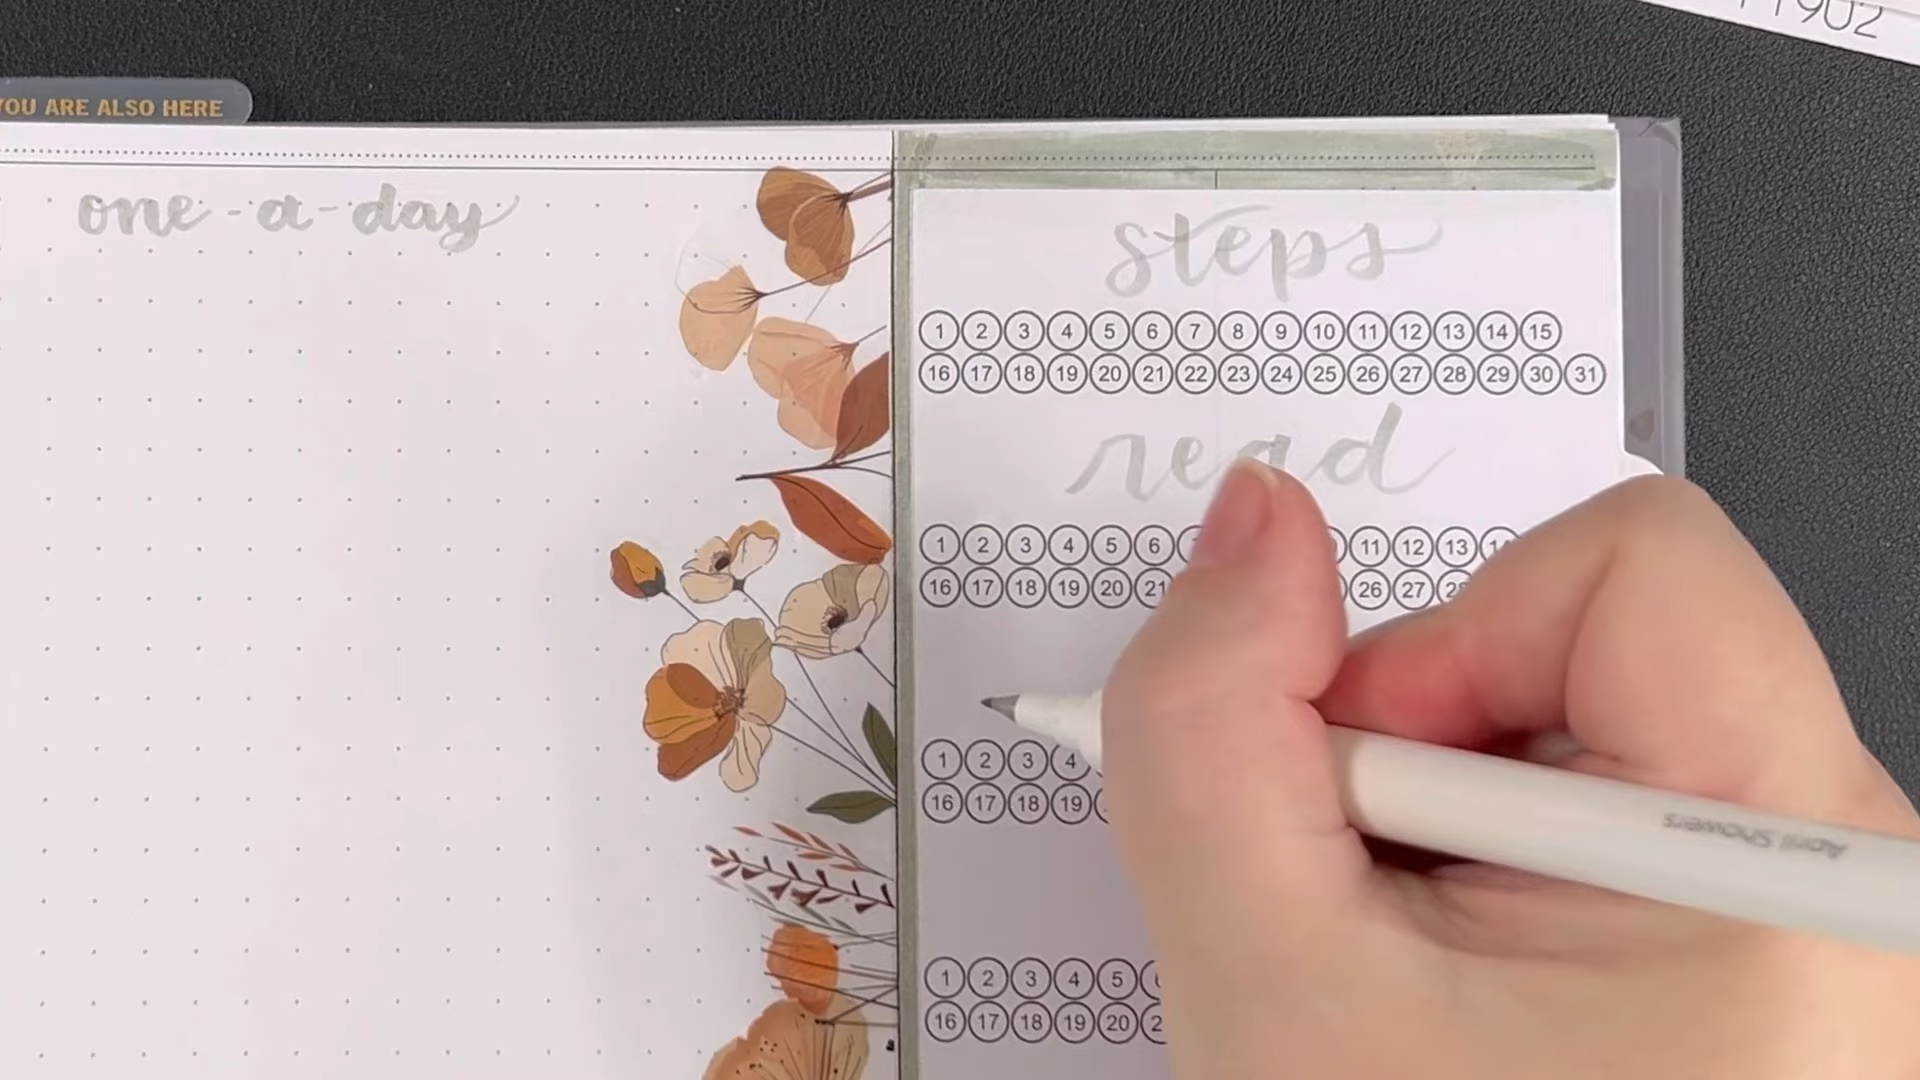 11902
YOU ARE ALSO HERE
one-a-day
steps
1 2 3 4 5 6 7 8 9 10 11 12 13 14 15
16 17 18 19 20 21 22 23 24 25 26 27 28 29 30 31
read
1 2 3 4 5 6 11 12 13
16 17 18 19 20 21 26 27 28
1 2 3 4
16 17 18 19
April Showers
1 2 3 4 5
16 17 18 19 20